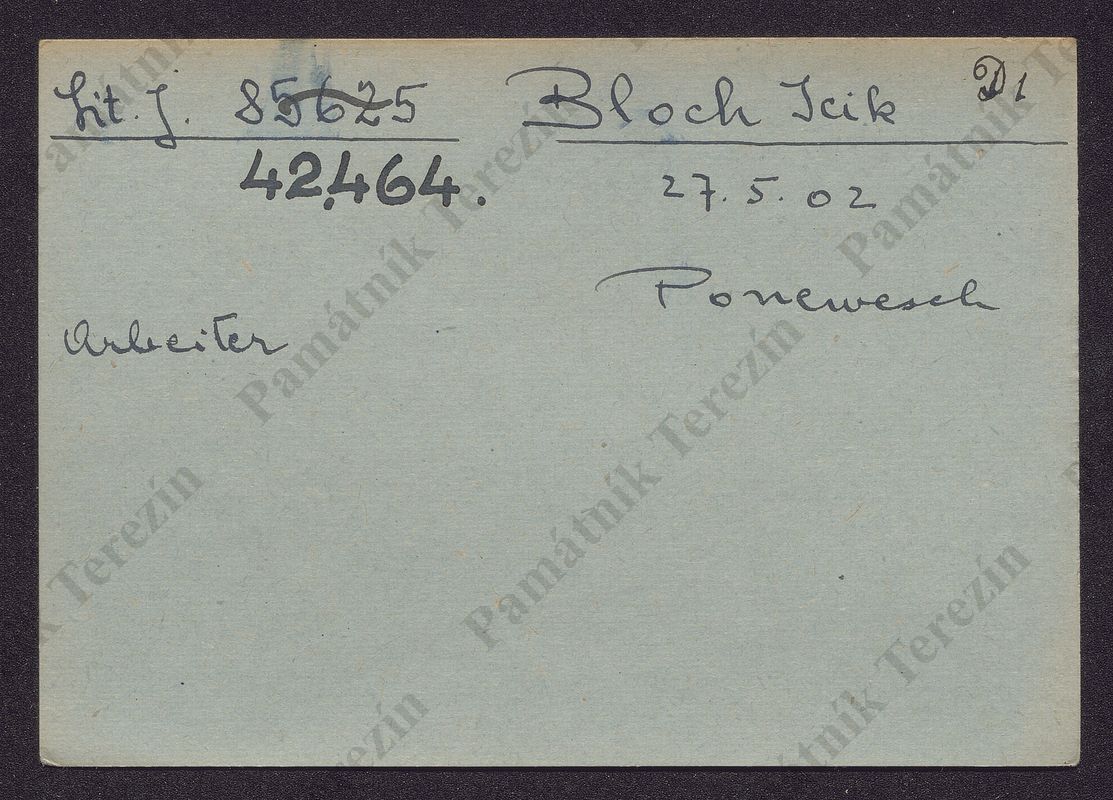 Lit. J. 85625 Bloch Icik D1
42464. 27. 5. 02
Ponewesch
Arbeiter
Památník Terezín